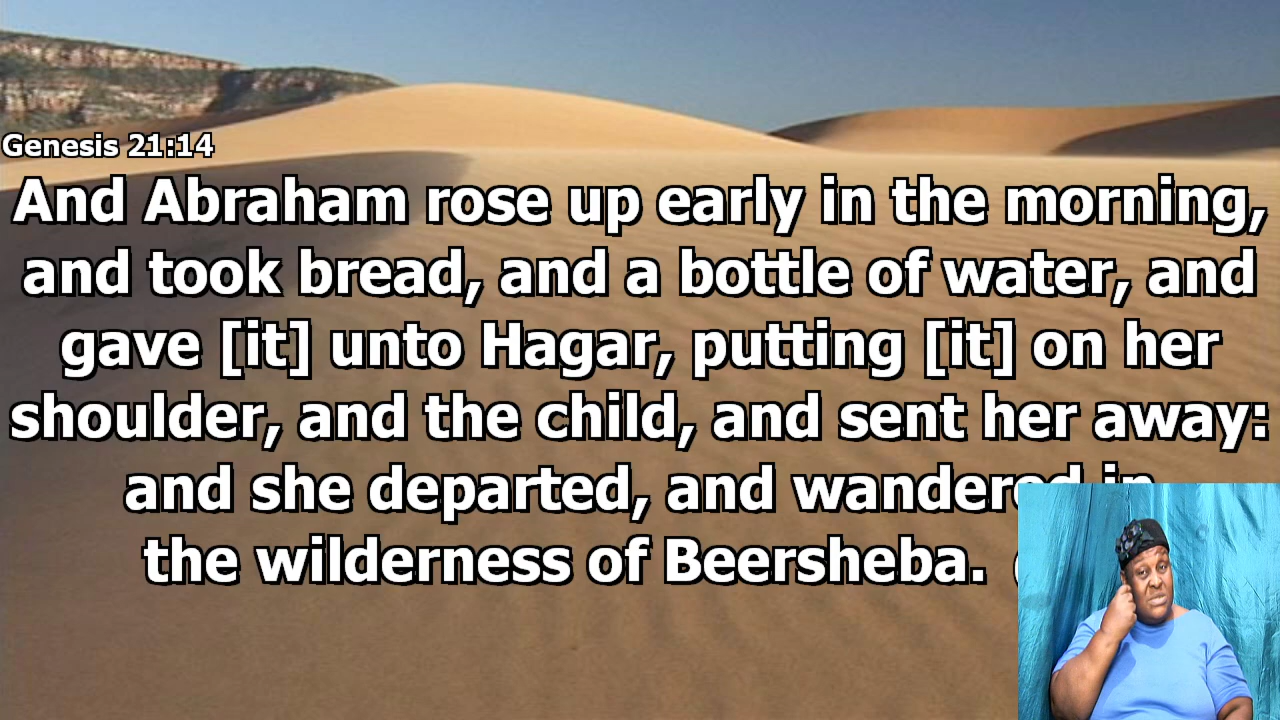 Genesis 21:14
And Abraham rose up early in the morning,
and took bread, and a bottle of water, and
gave [it] unto Hagar, putting [it] on her
shoulder, and the child, and sent her away:
and she departed, and wandered in
the wilderness of Beersheba.